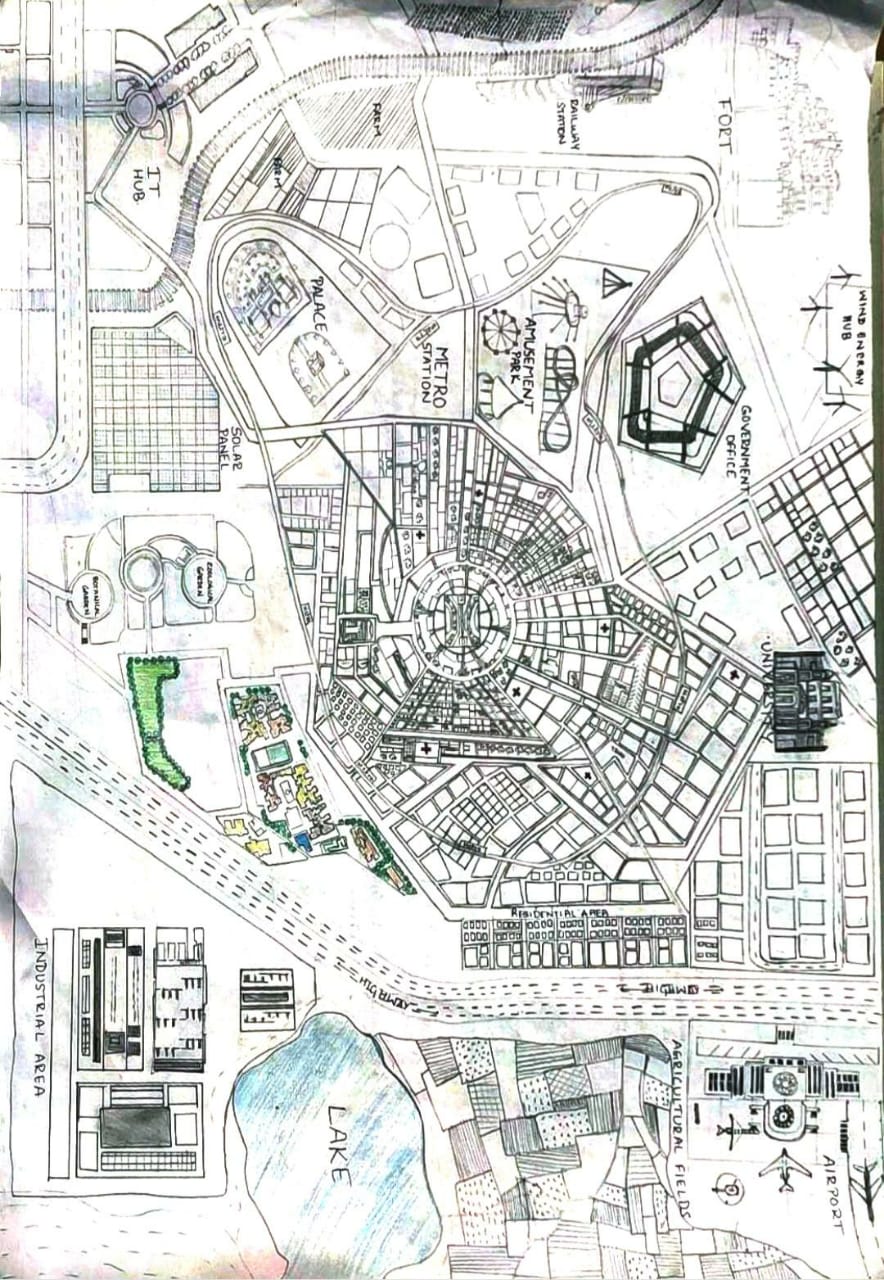 WIND ENERGY
HUB
AIRPORT
UNIVERSITY
GOVERNMENT
OFFICE
FORT
AGRICULTURAL FIELDS
RAILWAY
STATION
RESIDENTIAL AREA
AMUSEMENT
PARK
METRO
STATION
FARM
HIGHWAY
LAKE
PALACE
FARM
SOLAR
PANEL
ZOOLOGICAL
GARDEN
IT
HUB
BOTANICAL
GARDEN
INDUSTRIAL AREA